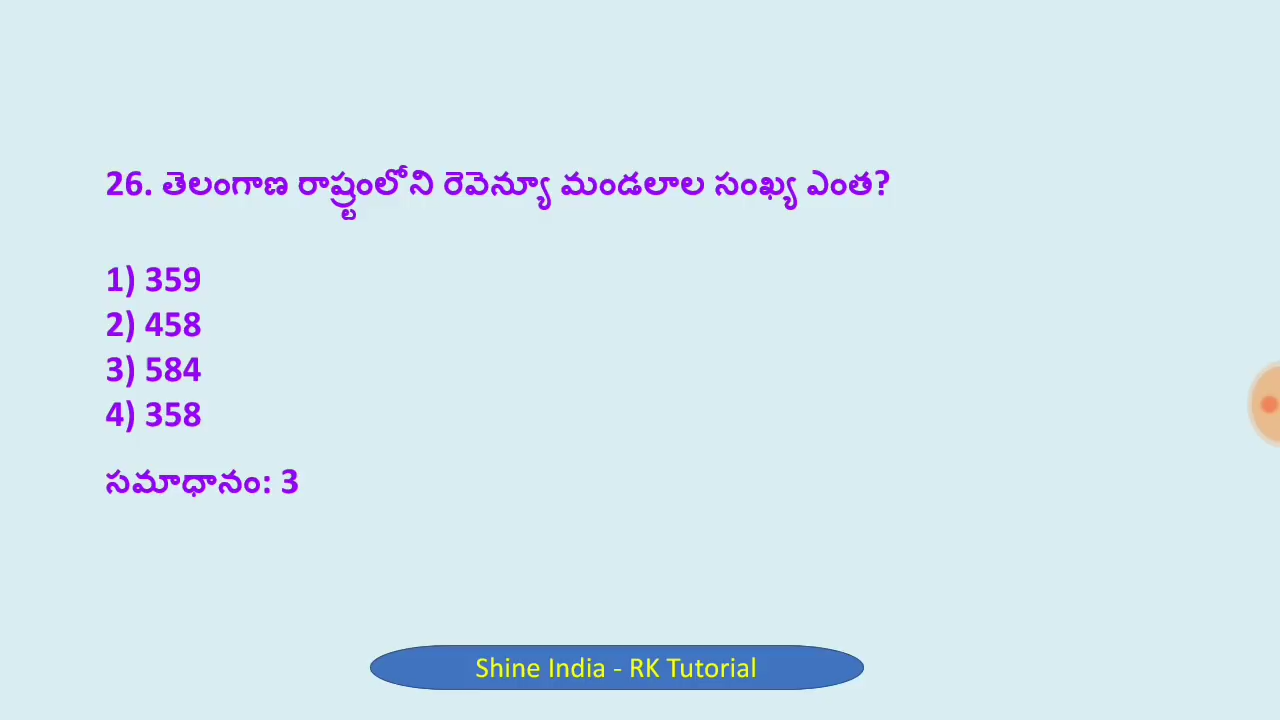 26. తెలంగాణ రాష్ట్రంలోని రెవెన్యూ మండలాల సంఖ్య ఎంత?
1) 359
2) 458
3) 584
4) 358
సమాధానం: 3
Shine India - RK Tutorial